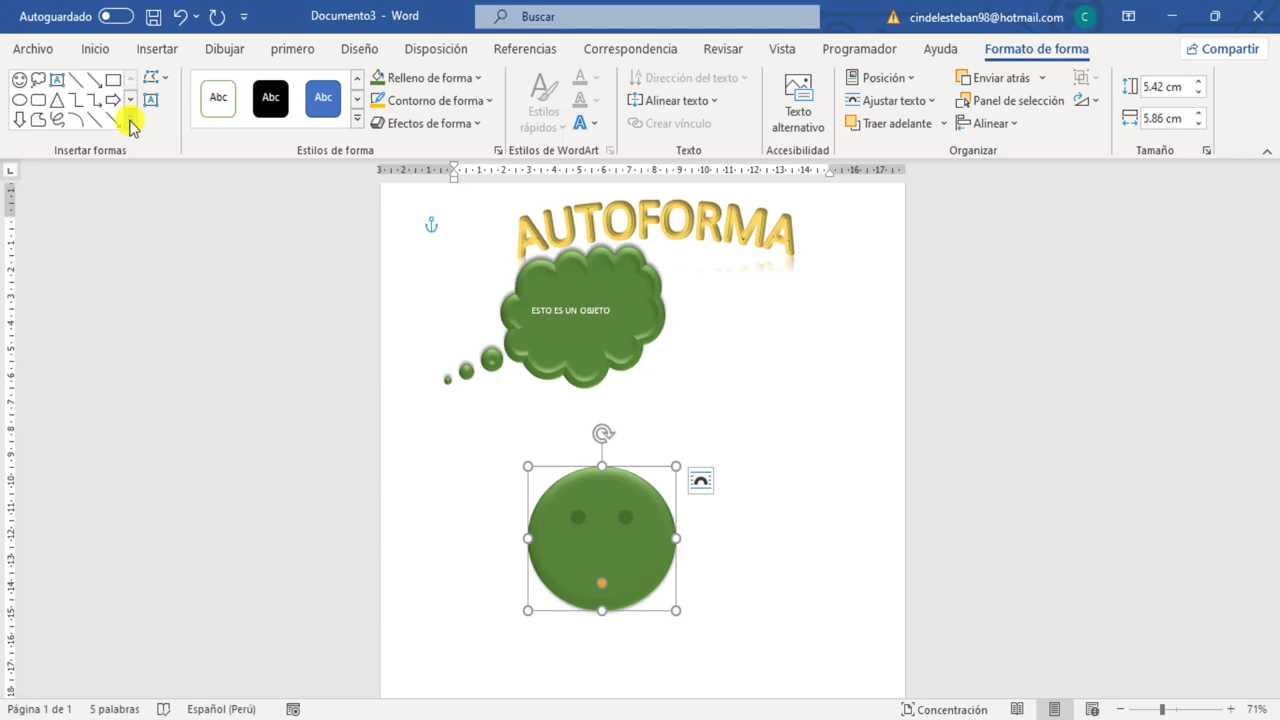 Autoguardado
Documento3 - Word
Buscar
cindelesteban98@hotmail.com
C
Archivo Inicio Insertar Dibujar primero Diseño Disposición Referencias Correspondencia Revisar Vista Programador Ayuda Formato de forma
Compartir
Abc Abc Abc
Relleno de forma
Contorno de forma
Efectos de forma
Estilos rápidos
Dirección del texto
Alinear texto
Crear vínculo
Texto alternativo
Posición
Ajustar texto
Traer adelante
Enviar atrás
Panel de selección
Alinear
5.42 cm
5.86 cm
Insertar formas
Estilos de forma
Estilos de WordArt
Texto
Accesibilidad
Organizar
Tamaño
AUTOFORMA
ESTO ES UN OBJETO
Página 1 de 1
5 palabras
Español (Perú)
Concentración
71%